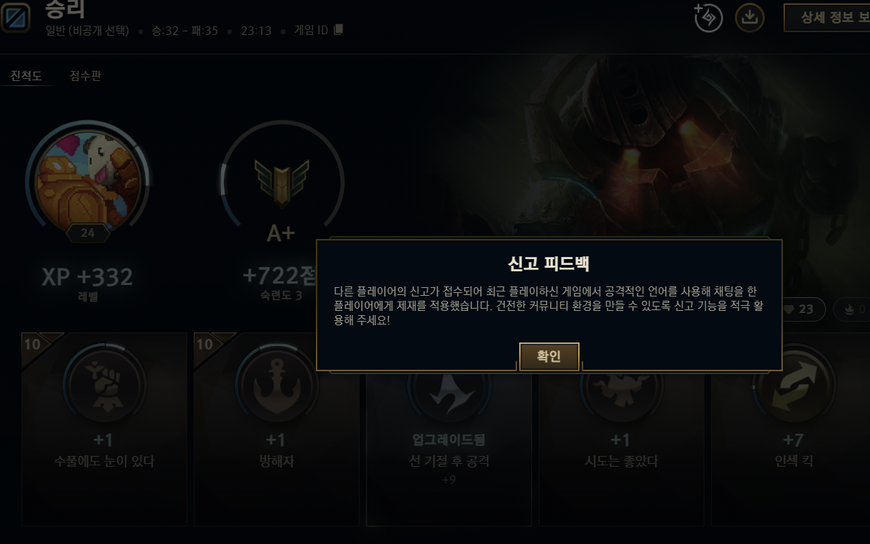 승리
일반 (비공개 선택) • 승:32 - 패:35 • 23:13 • 게임 ID
상세 정보 보
진척도 점수판
24
A+
XP +332
레벨
+722점
숙련도 3
신고 피드백
다른 플레이어의 신고가 접수되어 최근 플레이하신 게임에서 공격적인 언어를 사용해 채팅을 한
플레이어에게 제재를 적용했습니다. 건전한 커뮤니티 환경을 만들 수 있도록 신고 기능을 적극 활
용해 주세요!
확인
23
0
10
10
+1
수풀에도 눈이 있다
+1
방해자
업그레이드됨
선 기절 후 공격
+9
+1
시도는 좋았다
+7
인섹 킥